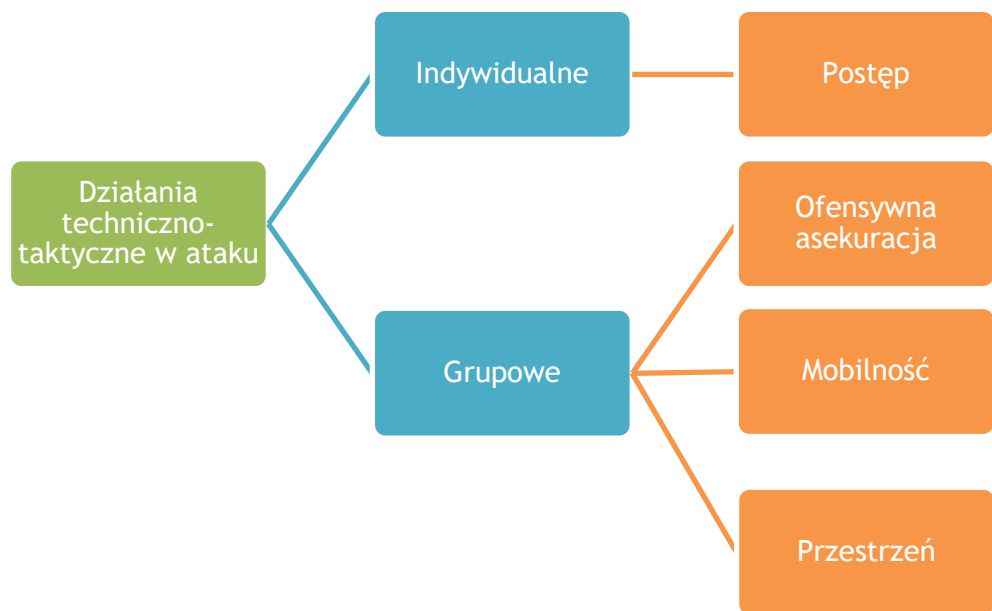 Indywidualne
Postęp
Działania
techniczno-
taktyczne w ataku
Ofensywna
asekuracja
Grupowe
Mobilność
Przestrzeń